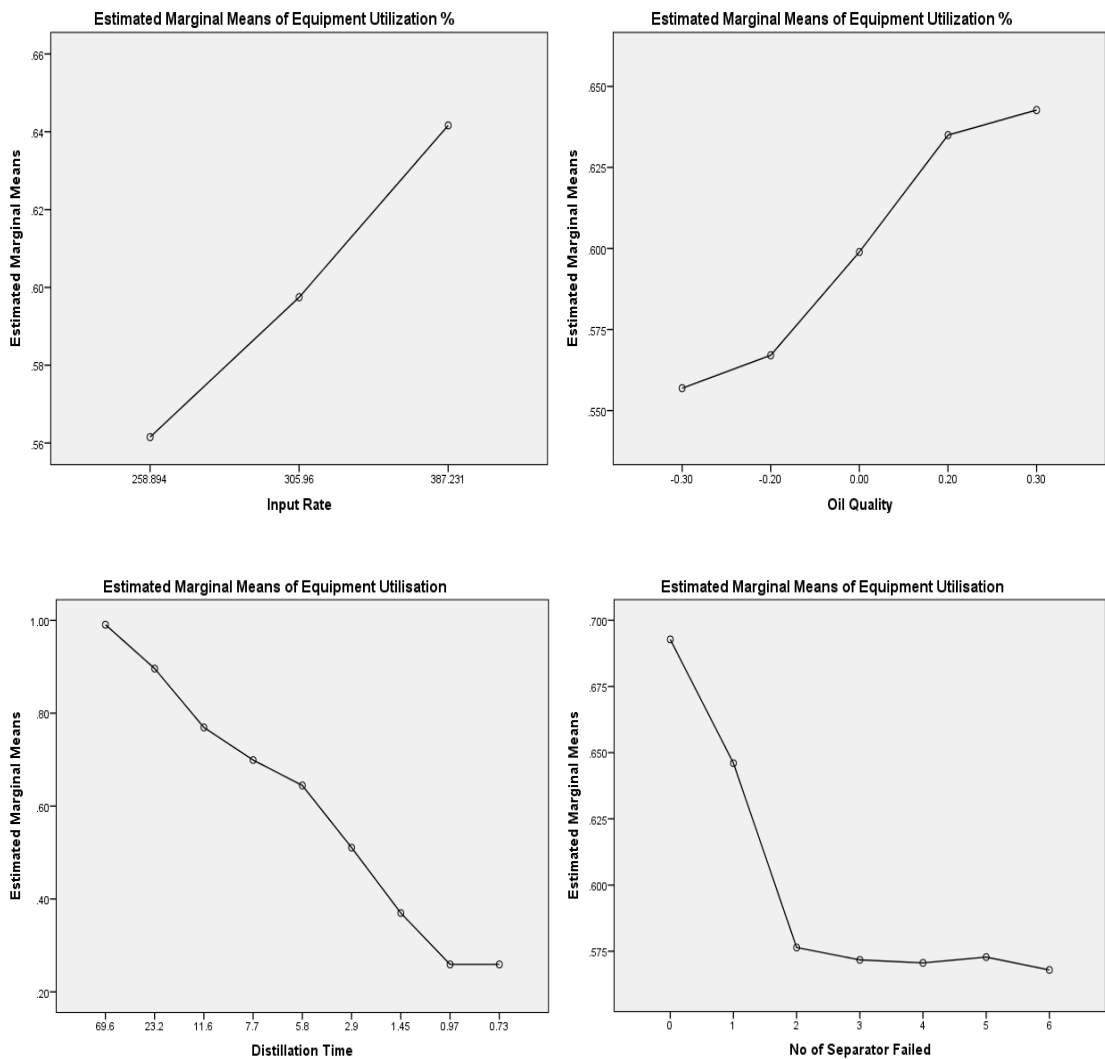 Estimated Marginal Means of Equipment Utilization %
Estimated Marginal Means
.66
.64
.62
.60
.58
.56
258.894 305.96 387.231
Input Rate
Estimated Marginal Means of Equipment Utilization %
Estimated Marginal Means
.650
.625
.600
.575
.550
-0.30 -0.20 0.00 0.20 0.30
Oil Quality
Estimated Marginal Means of Equipment Utilisation
Estimated Marginal Means
1.00
.80
.60
.40
.20
69.6 23.2 11.6 7.7 5.8 2.9 1.45 0.97 0.73
Distillation Time
Estimated Marginal Means of Equipment Utilisation
Estimated Marginal Means
.700
.675
.650
.625
.600
.575
0 1 2 3 4 5 6
No of Separator Failed